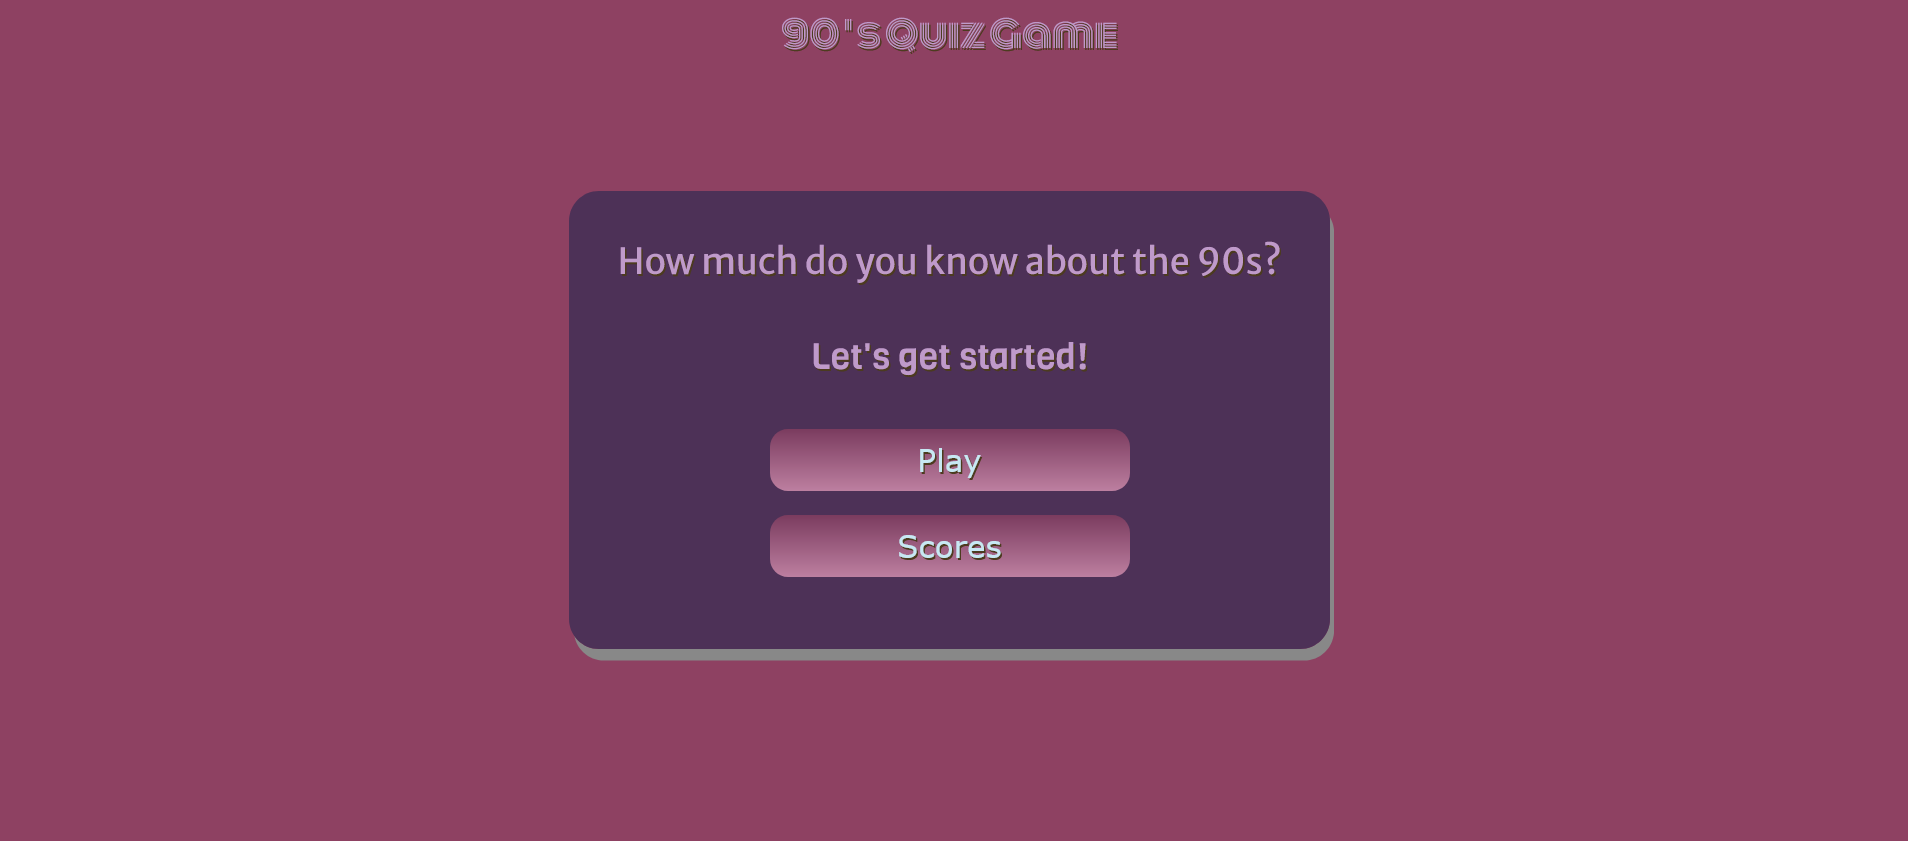 90's Quiz Game
How much do you know about the 90s?
Let's get started!
Play
Scores